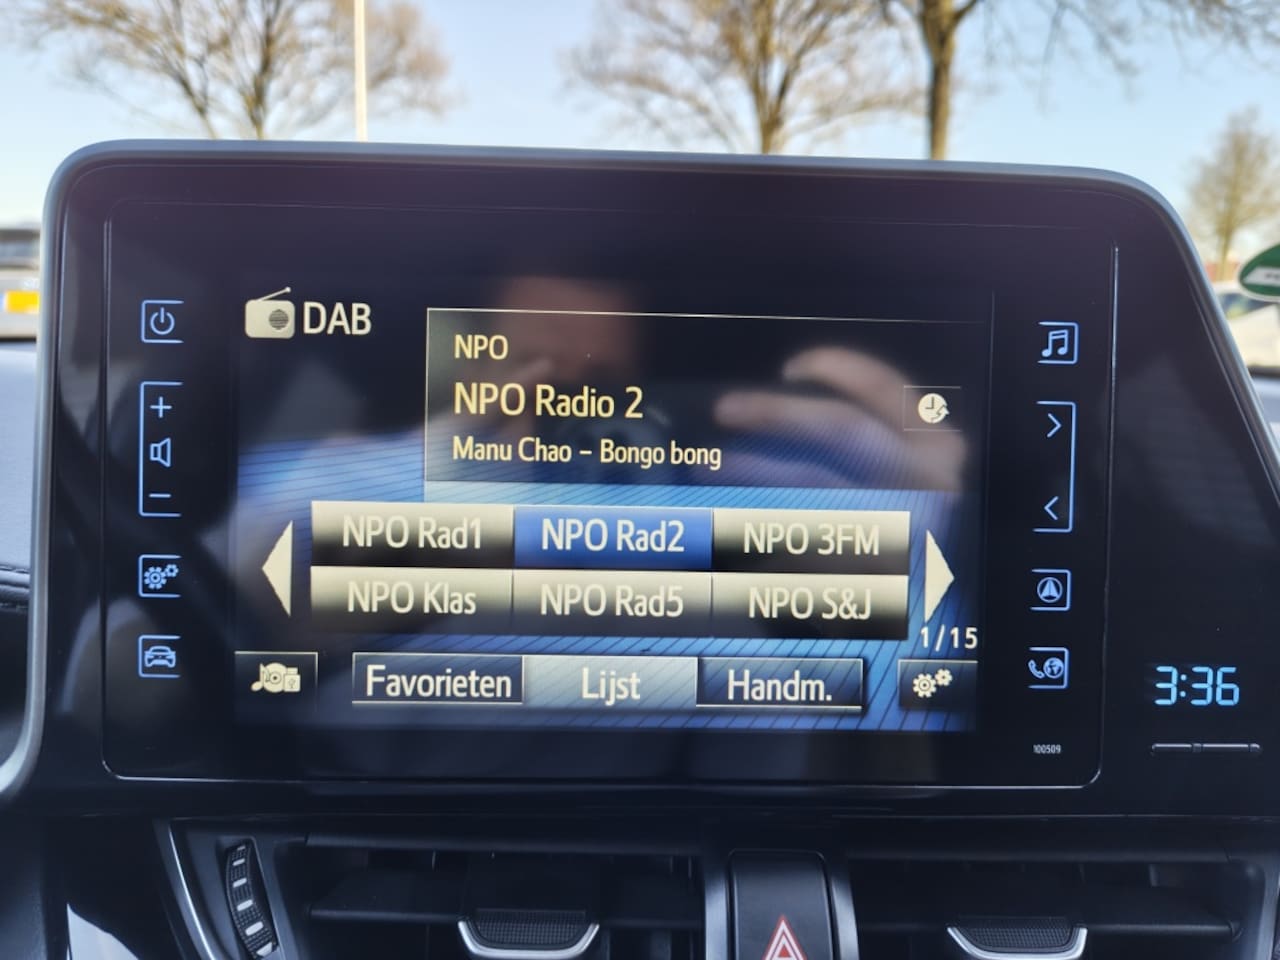 DAB
NPO
NPO Radio 2
Manu Chao - Bongo bong
NPO Rad1 NPO Rad2 NPO 3FM
NPO Klas NPO Rad5 NPO S&J
1/15
Favorieten Lijst Handm.
3:36
100509